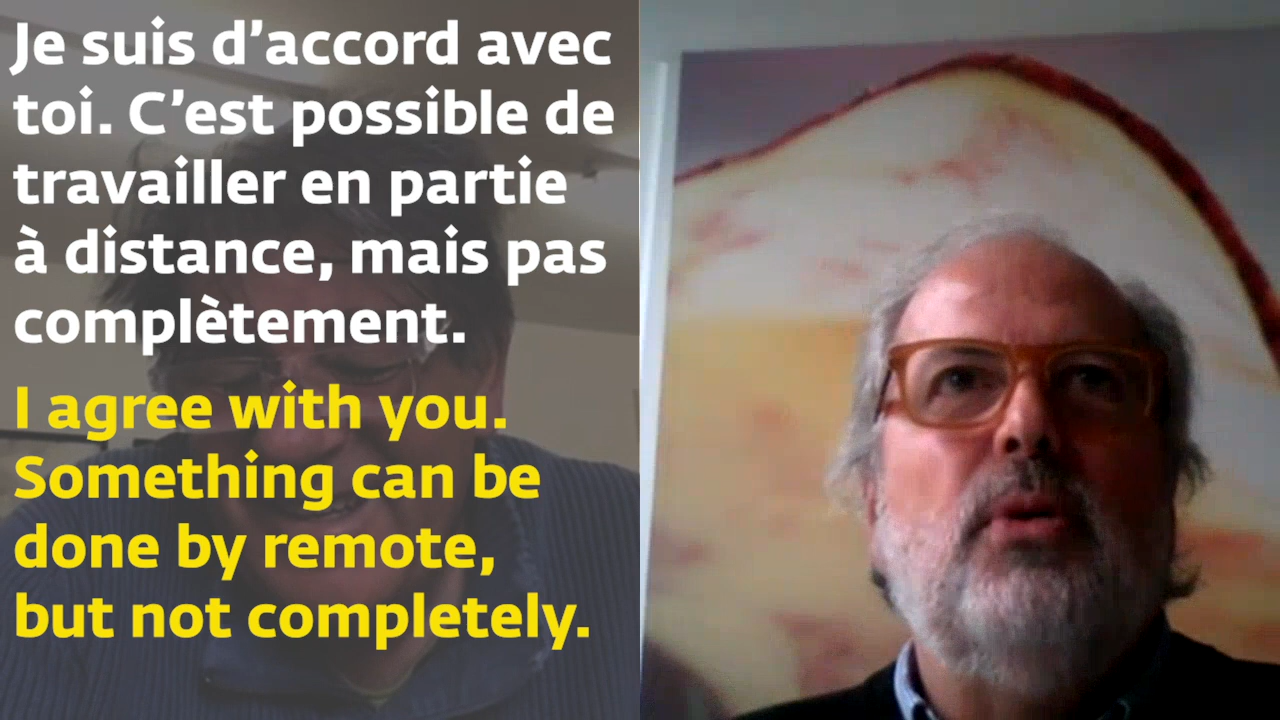 Je suis d’accord avec
toi. C’est possible de
travailler en partie
à distance, mais pas
complètement.
I agree with you.
Something can be
done by remote,
but not completely.